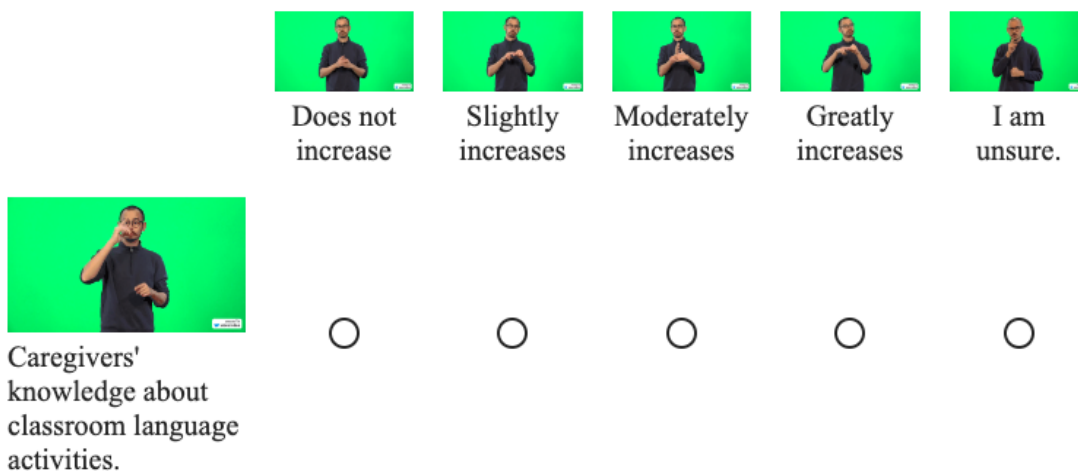 Does not
increase
Slightly
increases
Moderately
increases
Greatly
increases
I am
unsure.
Caregivers'
knowledge about
classroom language
activities.